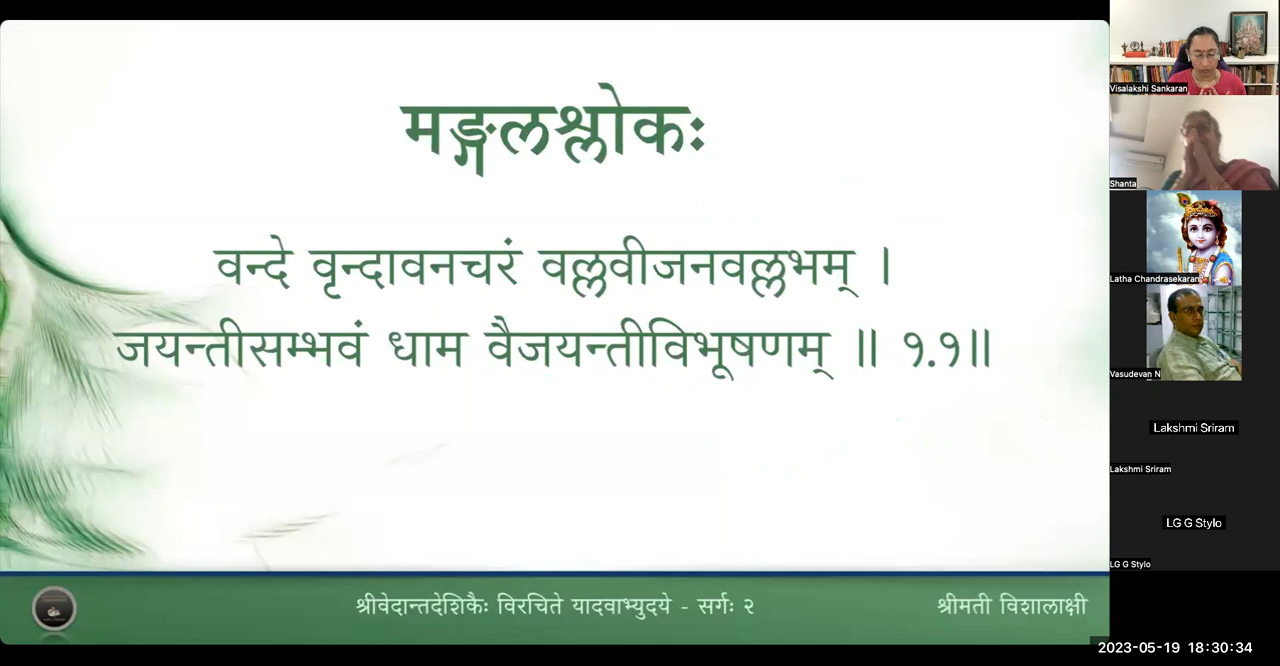 मङ्गलश्लोकः
वन्दे वृन्दावनचरं वल्लवीजनवल्लभम् ।
जयन्तीसम्भवं धाम वैजयन्तीविभूषणम् ॥ १.१॥
श्रीवेदान्तदेशिकैः विरचिते यादवाभ्युदये - सर्गः २
श्रीमती विशालाक्षी
Visalakshi Sankaran
Shanta
Latha Chandrasekaran
Vasudevan N
Lakshmi Sriram
Lakshmi Sriram
LG G Stylo
LG G Stylo
2023-05-19 18:30:34